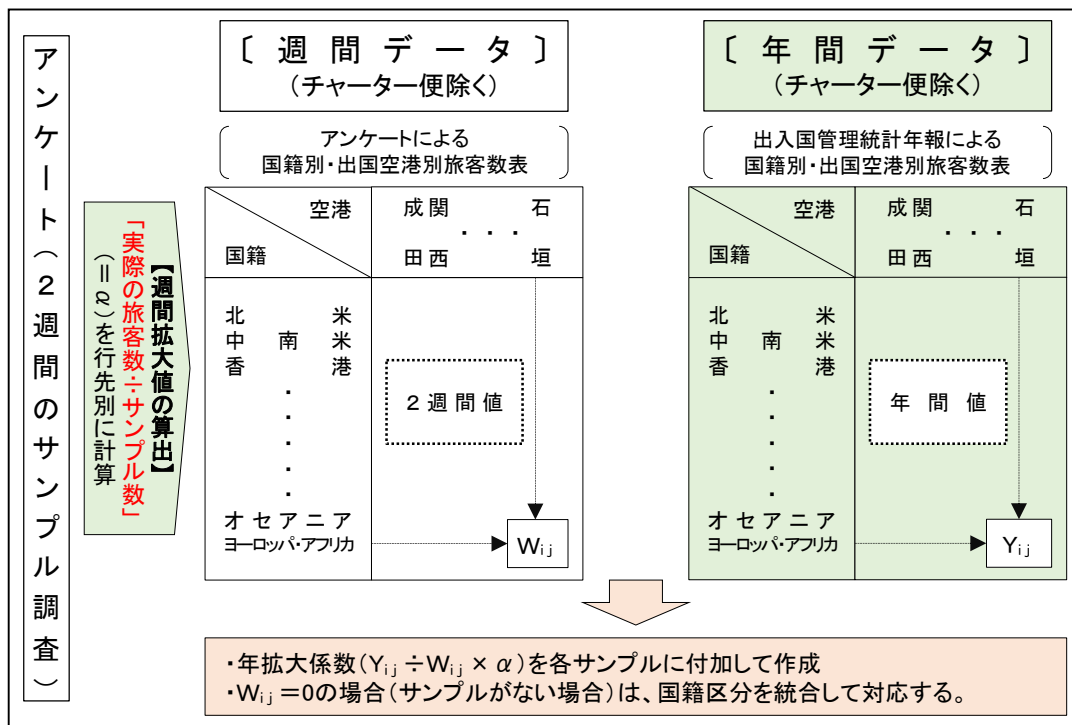 アンケート（２週間のサンプル調査）
【週間拡大値の算出】
「実際の旅客数÷サンプル数」
（＝α）を行先別に計算
〔週間データ〕
（チャーター便除く）
アンケートによる
国籍別・出国空港別旅客数表
空港
国籍
成関 石
・・・
田西 垣
北米
中南米
香港
・
・
・
・
・
オセアニア
ヨーロッパ・アフリカ
２週間値
Wij
〔年間データ〕
（チャーター便除く）
出入国管理統計年報による
国籍別・出国空港別旅客数表
空港
国籍
成関 石
・・・
田西 垣
北米
中南米
香港
・
・
・
・
・
オセアニア
ヨーロッパ・アフリカ
年間値
Yij
・年拡大係数（Yij÷Wij×α）を各サンプルに付加して作成
・Wij＝0の場合（サンプルがない場合）は、国籍区分を統合して対応する。